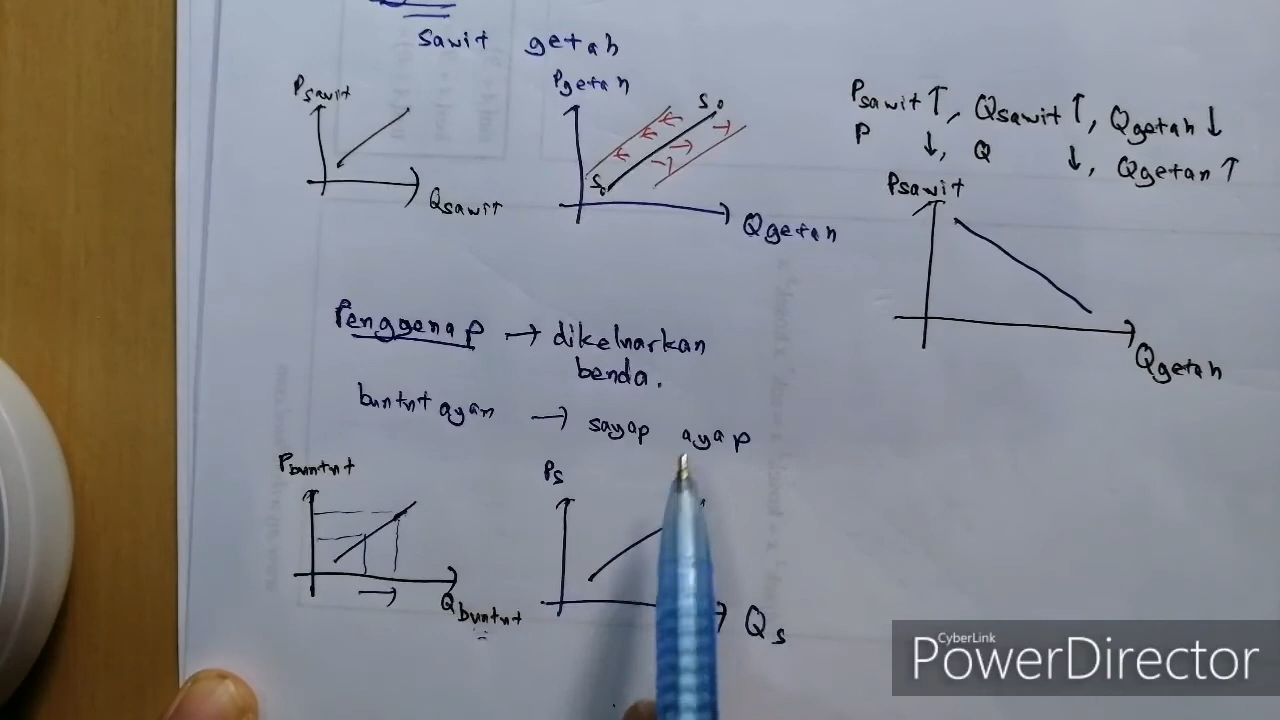 Sawit getah
Psawit
Qsawit
Pgetah
S0
S0
Qgetah
Psawit ↑, Qsawit ↑, Qgetah ↓
P ↓, Q ↓, Qgetah ↑
Psawit
Qgetah
Penggenap → dikeluarkan
benda.
buntut ayam → sayap ayap
Pbuntut
Qbuntut
Ps
Qs
CyberLink
PowerDirector